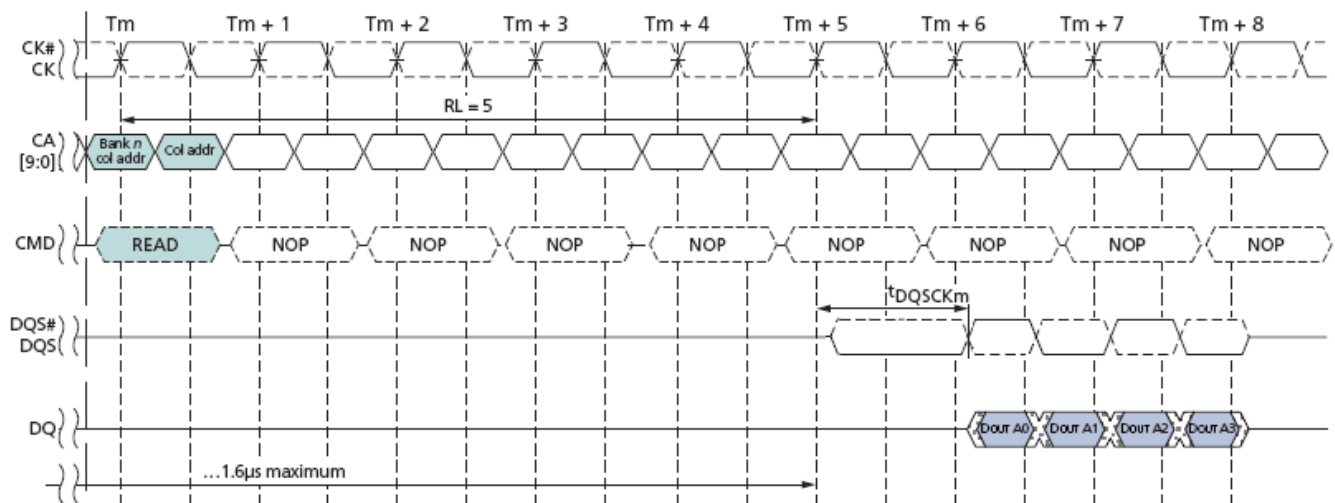 Tm Tm + 1 Tm + 2 Tm + 3 Tm + 4 Tm + 5 Tm + 6 Tm + 7 Tm + 8
CK#
CK
RL = 5
CA
[9:0]
Bank n
col addr
Col addr
CMD READ NOP NOP NOP NOP NOP NOP NOP NOP
tDQSCKm
DQS#
DQS
DQ DOUT A0 DOUT A1 DOUT A2 DOUT A3
...1.6µs maximum